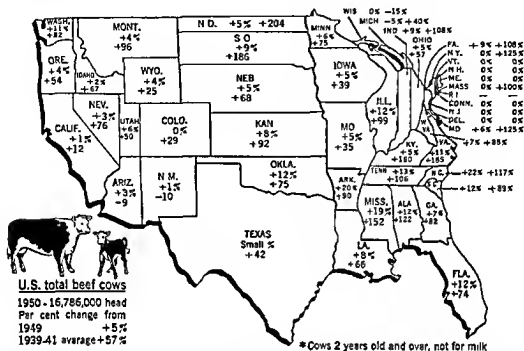 WIS 0% -15%
MICH -5% +40%
IND +9% +108%
OHIO
+5%
+57
WASH.
+11%
+82
MONT.
+4%
+96
N D. +5% +204
MINN
+6%
+75
S O
+9%
+186
ORE.
+4%
+54
IDAHO
+2%
+67
WYO.
+4%
+25
NEB
+5%
+68
IOWA
+5%
+39
ILL.
+12%
+99
PA. +9% +108%
N Y. 0% +125%
VT. 0% 0%
N H. 0% 0%
ME. 0% 0%
MASS 0% +100%
R I — —
CONN. 0% 0%
N J 0% 0%
DEL. 0% 0%
MD +6% +125%
NEV.
+3%
+76
UTAH
+6%
COLO.
0%
+29
KAN
+8%
+92
MO.
+5%
+35
KY.
+5%
+160
W
VA
+7% +85%
VA.
+11%
CALIF.
+1%
+12
ARIZ.
+3%
-9
N M.
+1%
-10
OKLA.
+12%
+75
ARK.
+20%
+90
TENN +13%
+106
N C. +22% +117%
S C. +12% +89%
TEXAS
Small %
+42
LA.
+8%
+66
MISS.
+19%
+152
ALA
+12%
+122
GA.
+7%
+82
FLA.
+12%
+74
U.S. total beef cows
1950 - 16,786,000 head
Per cent change from
1949 +5%
1939-41 average +57%
*Cows 2 years old and over, not for milk